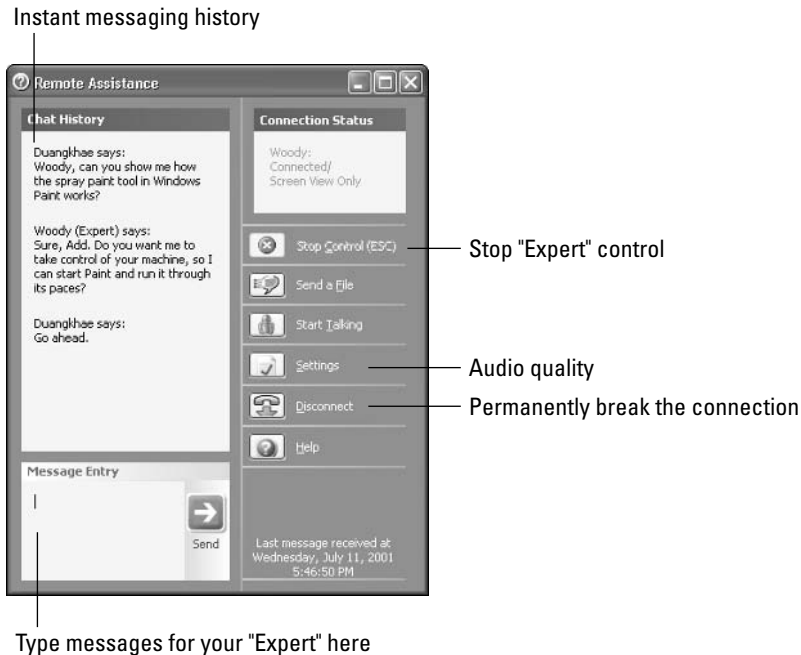 Instant messaging history
Remote Assistance
Chat History
Duangkhae says:
Woody, can you show me how
the spray paint tool in Windows
Paint works?
Woody (Expert) says:
Sure, Add. Do you want me to
take control of your machine, so I
can start Paint and run it through
its paces?
Duangkhae says:
Go ahead.
Connection Status
Woody:
Connected/
Screen View Only
Stop Control (ESC)
Stop "Expert" control
Send a File
Start Talking
Settings
Audio quality
Disconnect
Permanently break the connection
Help
Message Entry
Send
Last message received at
Wednesday, July 11, 2001
5:46:50 PM
Type messages for your "Expert" here